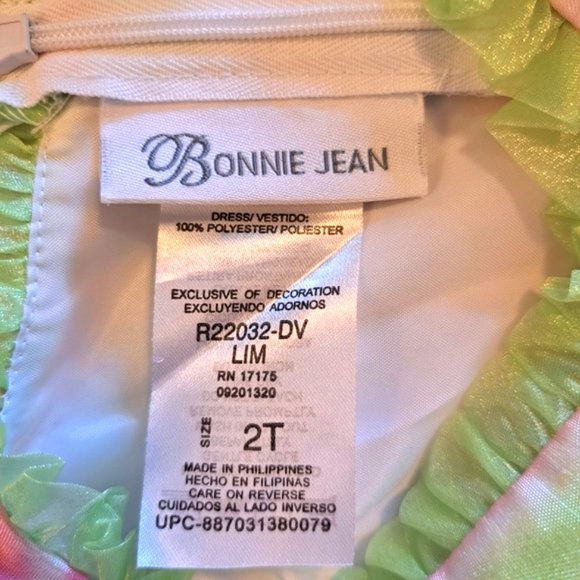 BONNIE JEAN
DRESS/ VESTIDO:
100% POLYESTER/ POLIESTER
EXCLUSIVE OF DECORATION
EXCLUYENDO ADORNOS
R22032-DV
LIM
RN 17175
09201320
SIZE 2T
MADE IN PHILIPPINES
HECHO EN FILIPINAS
CARE ON REVERSE
CUIDADOS AL LADO INVERSO
UPC-887031380079